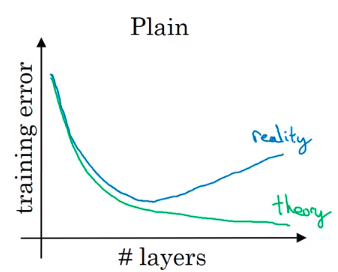 Plain
training error
reality
theory
# layers